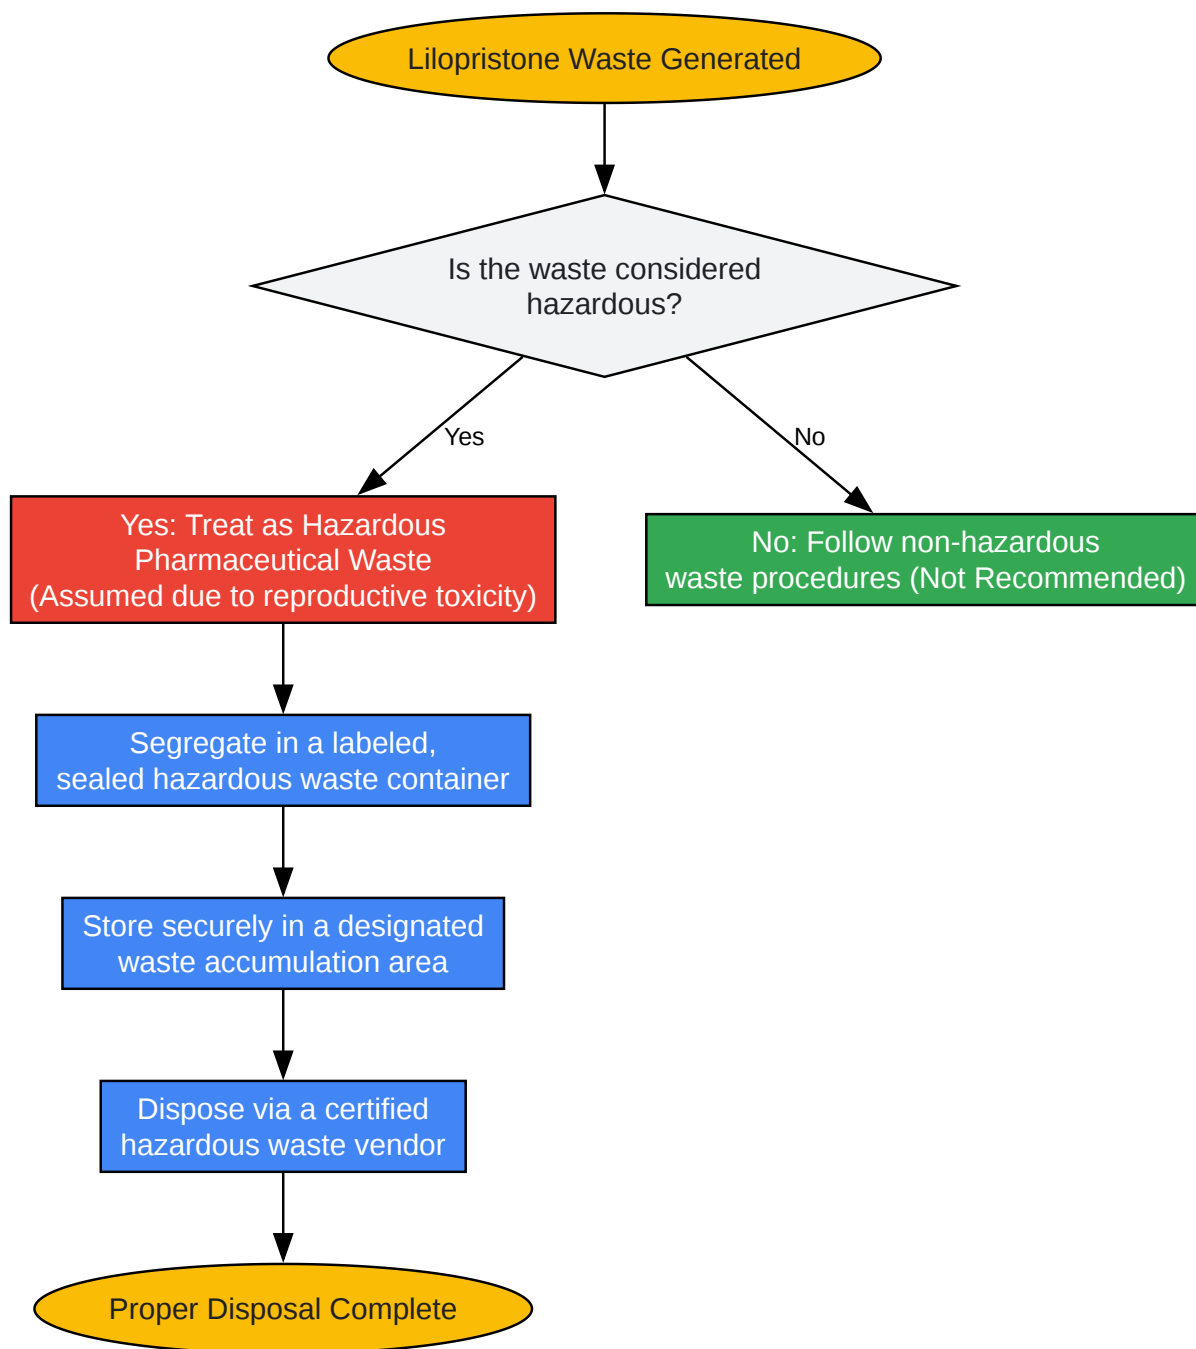 Lilopristone Waste Generated
Is the waste considered
hazardous?
Yes
No
Yes: Treat as Hazardous
Pharmaceutical Waste
(Assumed due to reproductive toxicity)
No: Follow non-hazardous
waste procedures (Not Recommended)
Segregate in a labeled,
sealed hazardous waste container
Store securely in a designated
waste accumulation area
Dispose via a certified
hazardous waste vendor
Proper Disposal Complete